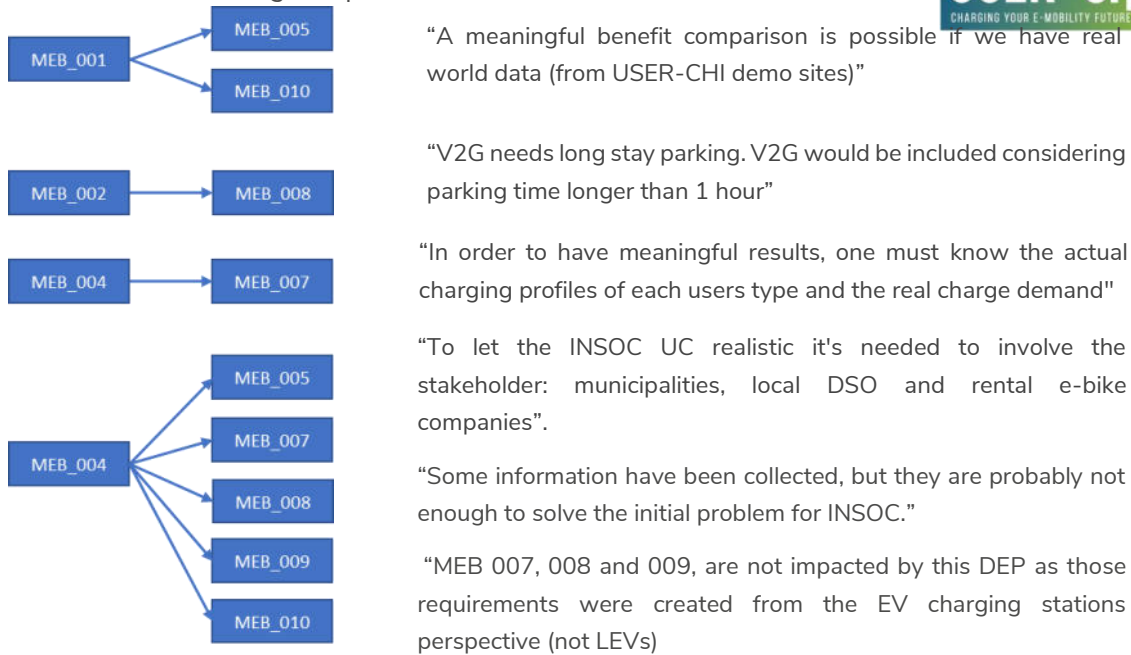 CHARGING YOUR E-MOBILITY FUTURE
MEB_001
MEB_005
MEB_010
“A meaningful benefit comparison is possible if we have real
world data (from USER-CHI demo sites)”
MEB_002
MEB_008
“V2G needs long stay parking. V2G would be included considering
parking time longer than 1 hour”
MEB_004
MEB_007
“In order to have meaningful results, one must know the actual
charging profiles of each users type and the real charge demand"
MEB_004
MEB_005
MEB_007
MEB_008
MEB_009
MEB_010
“To let the INSOC UC realistic it's needed to involve the
stakeholder: municipalities, local DSO and rental e-bike
companies”.
“Some information have been collected, but they are probably not
enough to solve the initial problem for INSOC.”
“MEB 007, 008 and 009, are not impacted by this DEP as those
requirements were created from the EV charging stations
perspective (not LEVs)